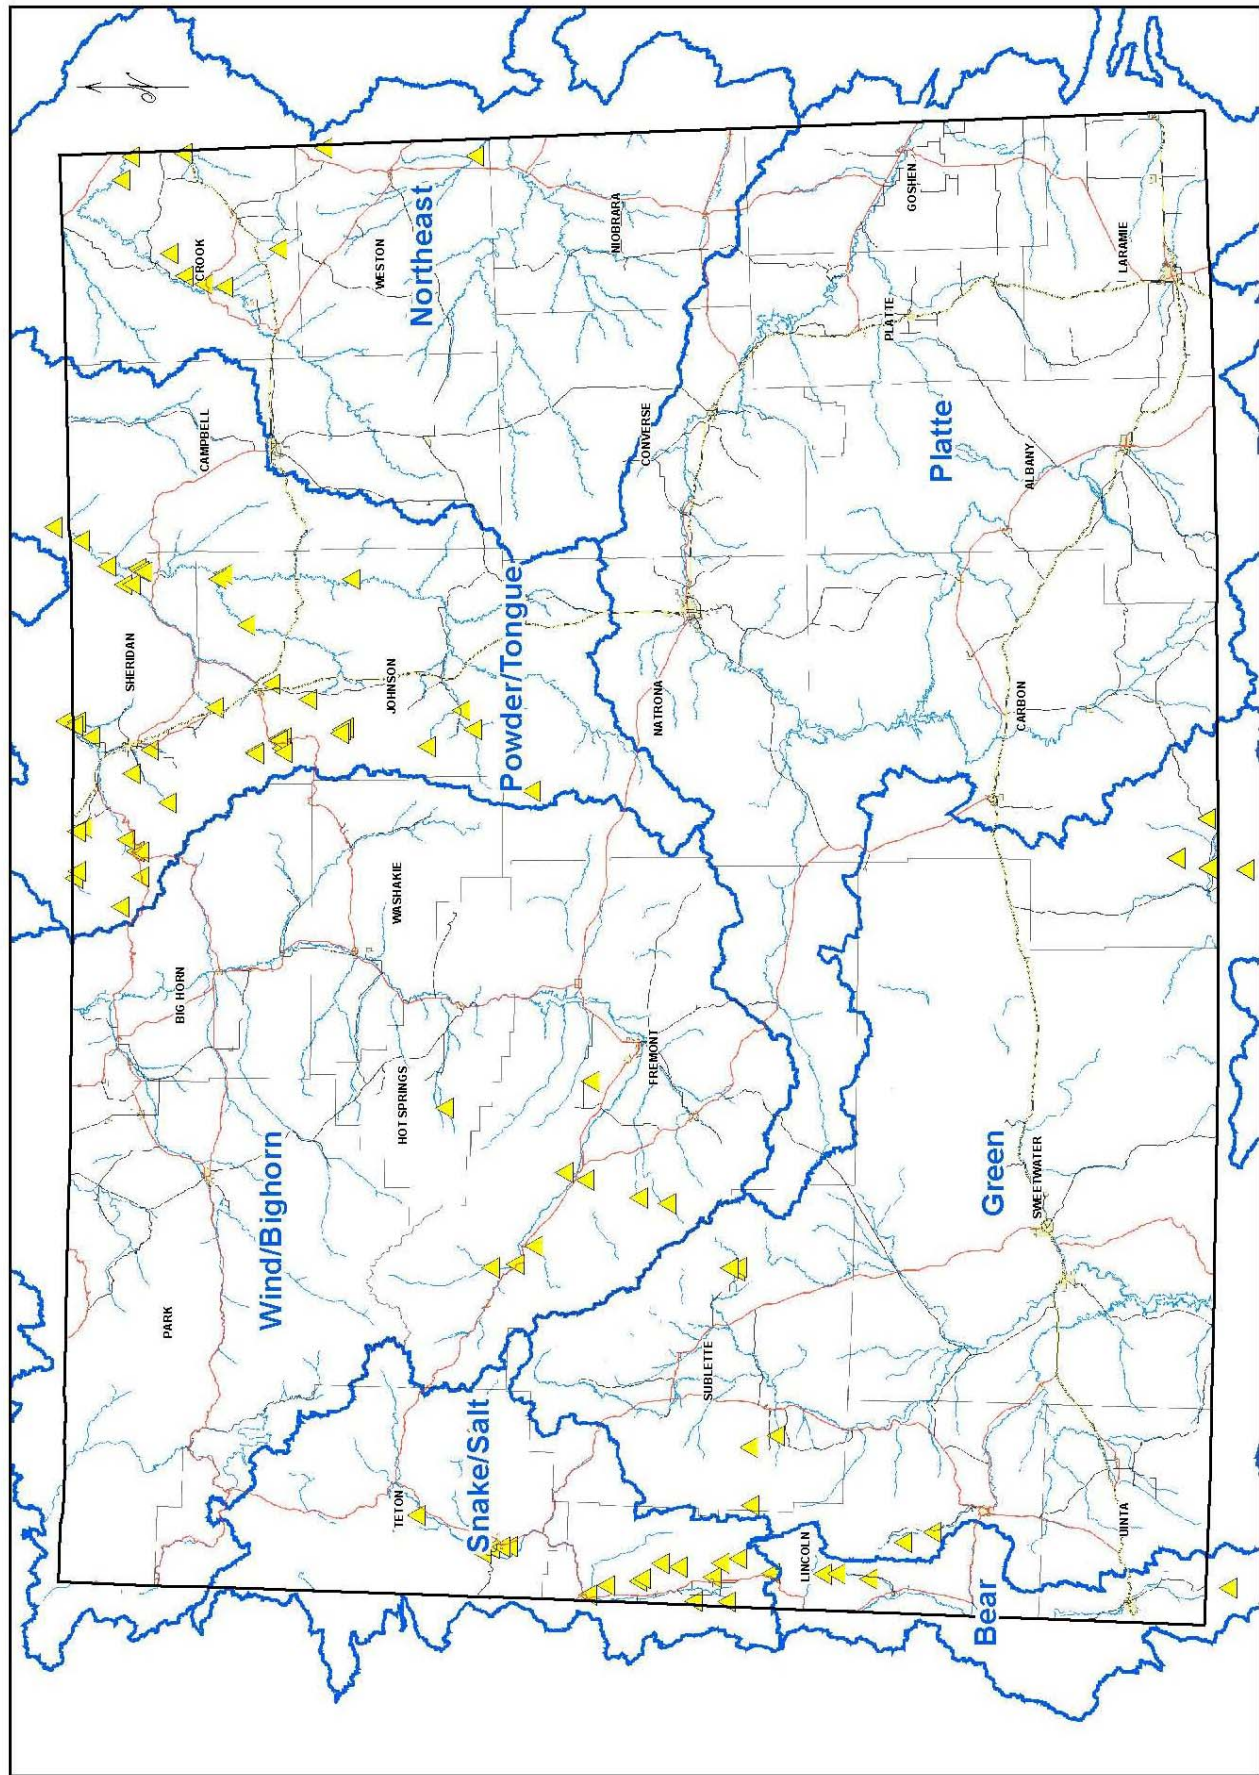 N
PARK
BIG HORN
SHERIDAN
CAMPBELL
CROOK
Wind/Bighorn
TETON
HOT SPRINGS
WASHAKIE
JOHNSON
WESTON
Northeast
Snake/Salt
Powder/Tongue
FREMONT
NATRONA
CONVERSE
NIOBRARA
SUBLETTE
LINCOLN
PLATTE
GOSHEN
Platte
Bear
Green
SWEETWATER
CARBON
ALBANY
UINTA
LARAMIE